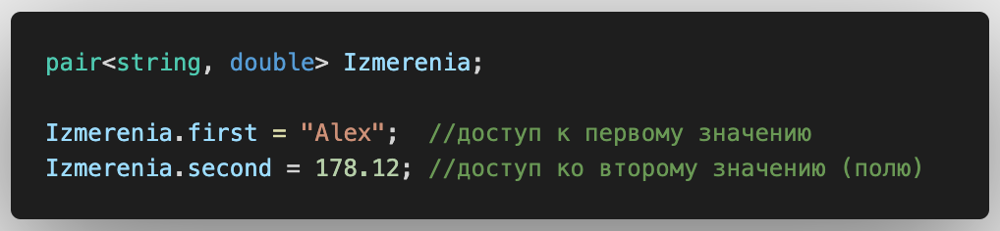 pair<string, double> Izmerenia;
Izmerenia.first = "Alex";  //доступ к первому значению
Izmerenia.second = 178.12; //доступ ко второму значению (полю)